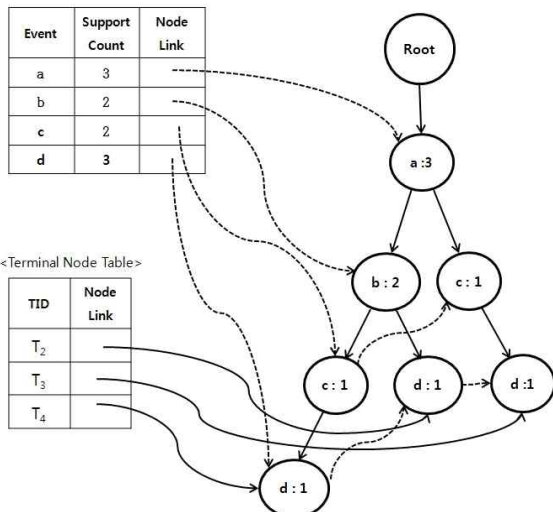 Event Support Count Node Link
a 3
b 2
c 2
d 3
<Terminal Node Table>
TID Node Link
T2
T3
T4
Root
a :3
b : 2
c : 1
c : 1
d : 1
d :1
d : 1